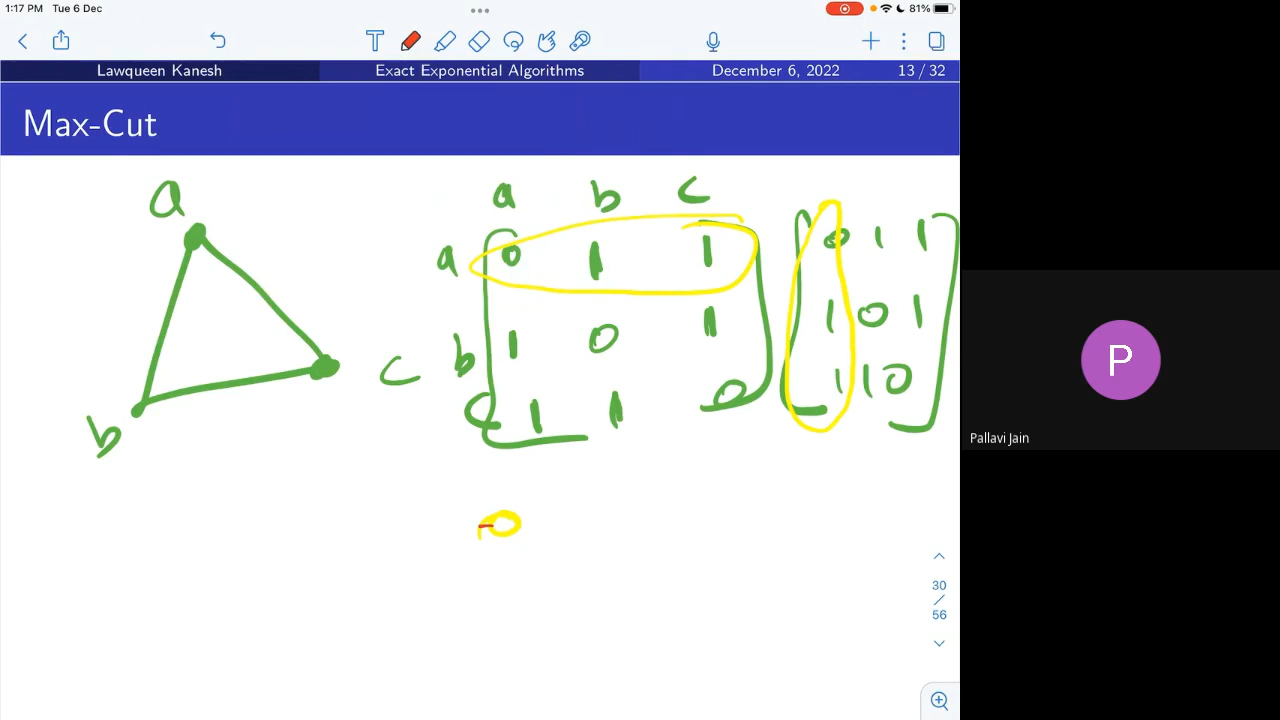 1:17 PM Tue 6 Dec
81%
T
Lawqueen Kanesh Exact Exponential Algorithms December 6, 2022 13 / 32
Max-Cut
a
b
c
a b c
a 0 1 1
b 1 0 1
c 1 1 0
0 1 1
1 0 1
1 1 0
0
30
/
56
P
Pallavi Jain